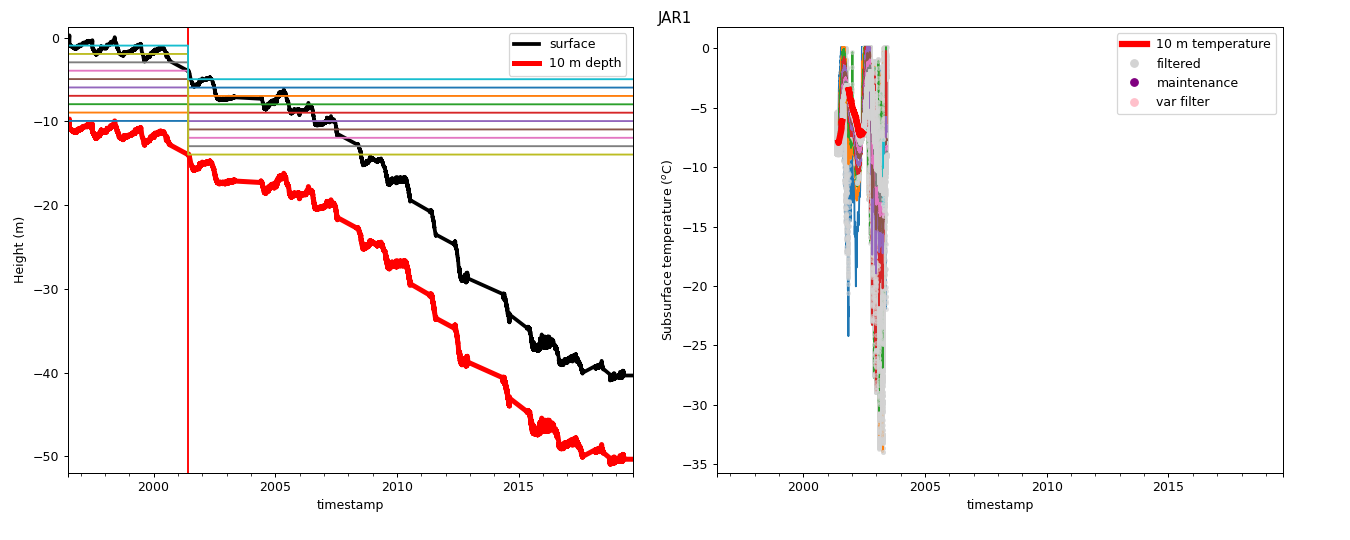 JAR1
0
−10
−20
−30
−40
−50
Height (m)
2000
2005
2010
2015
timestamp
surface
10 m depth
0
−5
−10
−15
−20
−25
−30
−35
Subsurface temperature (°C)
2000
2005
2010
2015
timestamp
10 m temperature
filtered
maintenance
var filter